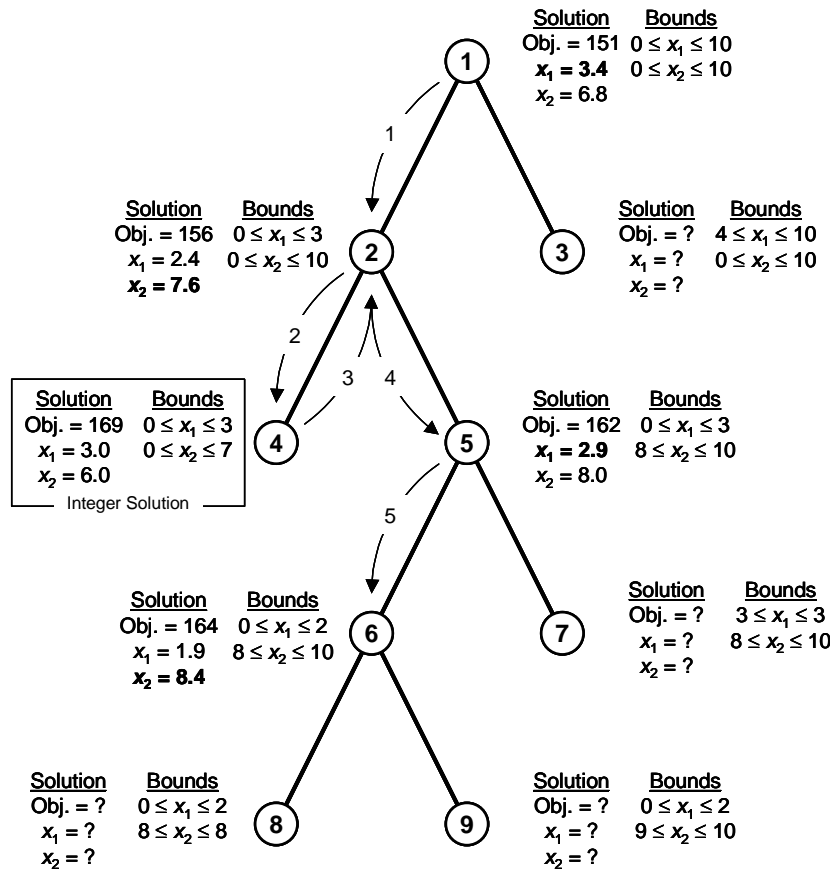 Solution Bounds
Obj. = 151 0 ≤ x₁ ≤ 10
x₁ = 3.4 0 ≤ x₂ ≤ 10
x₂ = 6.8
1
1
Solution Bounds
Obj. = 156 0 ≤ x₁ ≤ 3
x₁ = 2.4 0 ≤ x₂ ≤ 10
x₂ = 7.6
2
3
Solution Bounds
Obj. = ? 4 ≤ x₁ ≤ 10
x₁ = ? 0 ≤ x₂ ≤ 10
x₂ = ?
2
3
4
Solution Bounds
Obj. = 169 0 ≤ x₁ ≤ 3
x₁ = 3.0 0 ≤ x₂ ≤ 7
x₂ = 6.0
Integer Solution
4
5
Solution Bounds
Obj. = 162 0 ≤ x₁ ≤ 3
x₁ = 2.9 8 ≤ x₂ ≤ 10
x₂ = 8.0
5
Solution Bounds
Obj. = 164 0 ≤ x₁ ≤ 2
x₁ = 1.9 8 ≤ x₂ ≤ 10
x₂ = 8.4
6
7
Solution Bounds
Obj. = ? 3 ≤ x₁ ≤ 3
x₁ = ? 8 ≤ x₂ ≤ 10
x₂ = ?
Solution Bounds
Obj. = ? 0 ≤ x₁ ≤ 2
x₁ = ? 8 ≤ x₂ ≤ 8
x₂ = ?
8
9
Solution Bounds
Obj. = ? 0 ≤ x₁ ≤ 2
x₁ = ? 9 ≤ x₂ ≤ 10
x₂ = ?